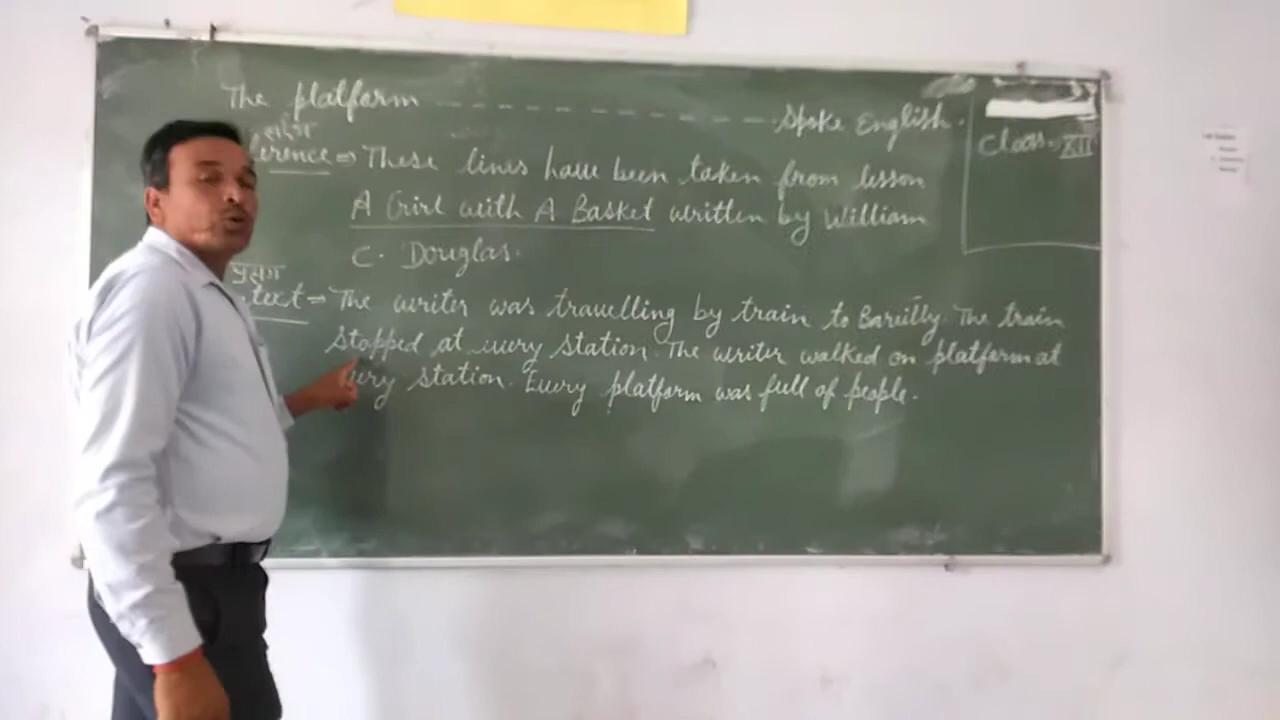 The platform - - - - - - - - - - - - - - Spoke English.
Class → XII
संदर्भ
erence ⇒ These lines have been taken from lesson
A Girl with A Basket written by William
C. Douglas.
प्रसंग
text ⇒ The writer was travelling by train to Bareilly. The train
stopped at every station. The writer walked on platform at
every station. Every platform was full of people.